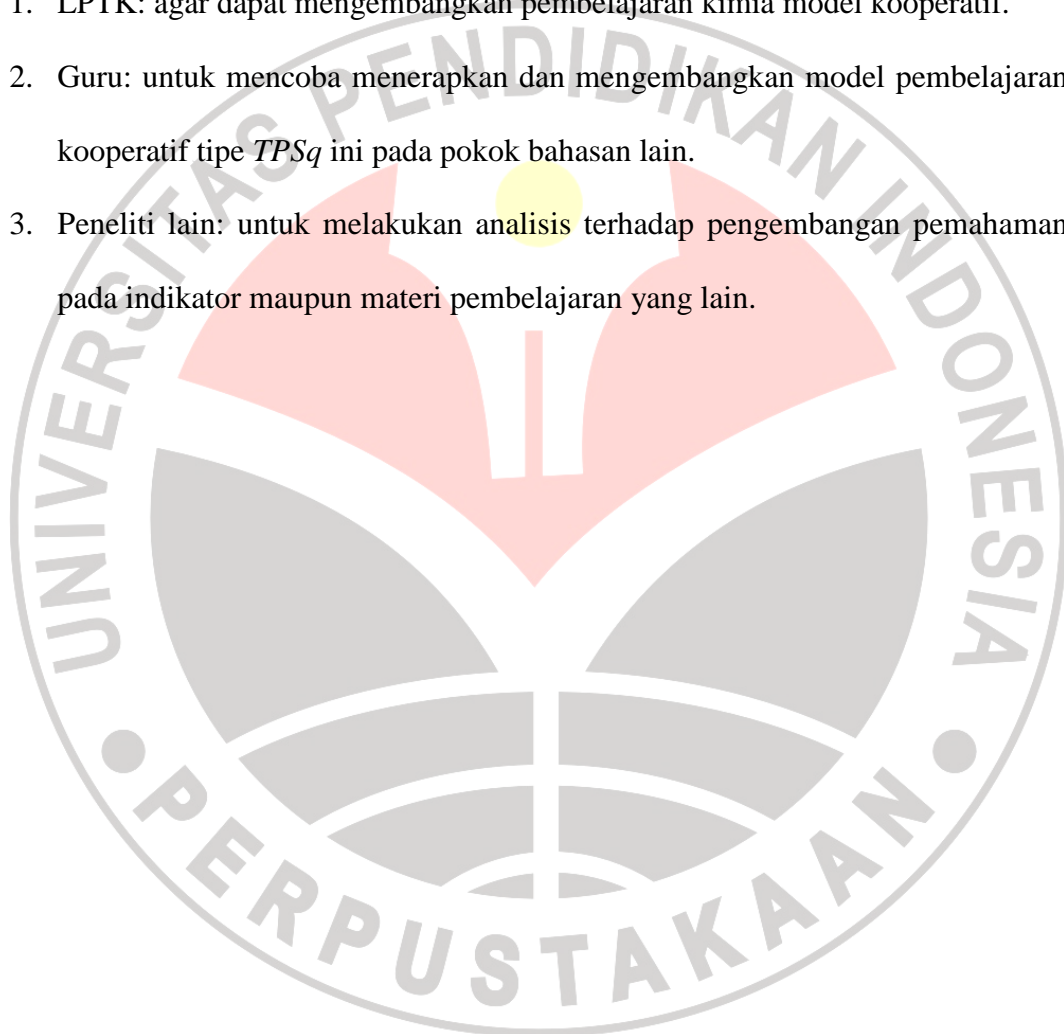 1. LPTK: agar dapat mengembangkan pembelajaran kimia model kooperatif.
2. Guru: untuk mencoba menerapkan dan mengembangkan model pembelajaran
kooperatif tipe TPSq ini pada pokok bahasan lain.
3. Peneliti lain: untuk melakukan analisis terhadap pengembangan pemahaman
pada indikator maupun materi pembelajaran yang lain.
UNIVERSITAS PENDIDIKAN INDONESIA
PERPUSTAKAAN